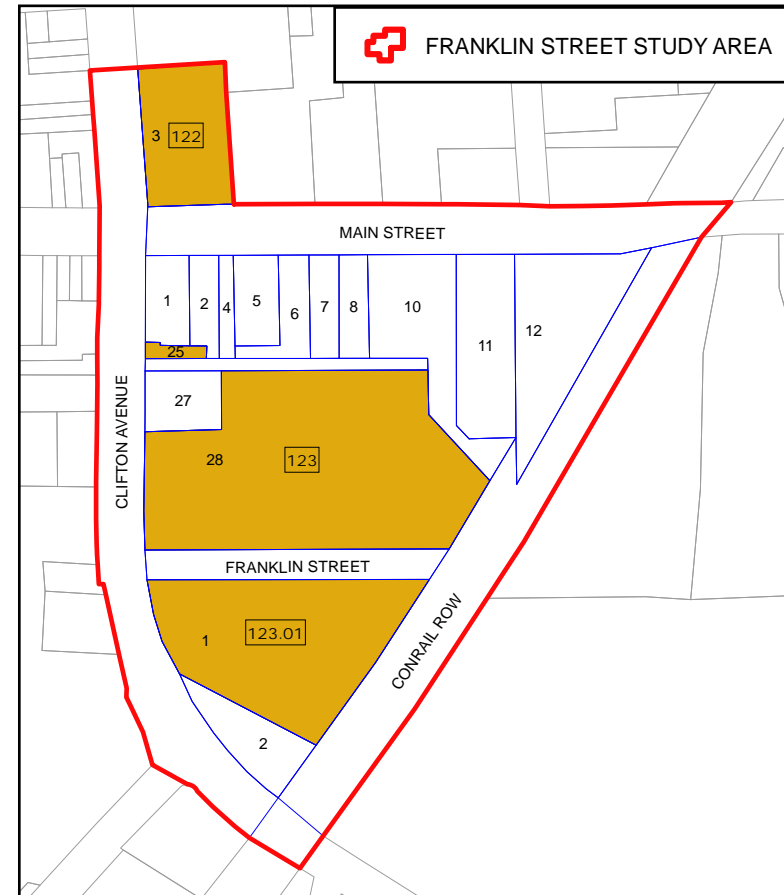 FRANKLIN STREET STUDY AREA
3 122
MAIN STREET
1 2 4 5 6 7 8 10 11 12
25
27
CLIFTON AVENUE
28 123
FRANKLIN STREET
1 123.01
CONRAIL ROW
2